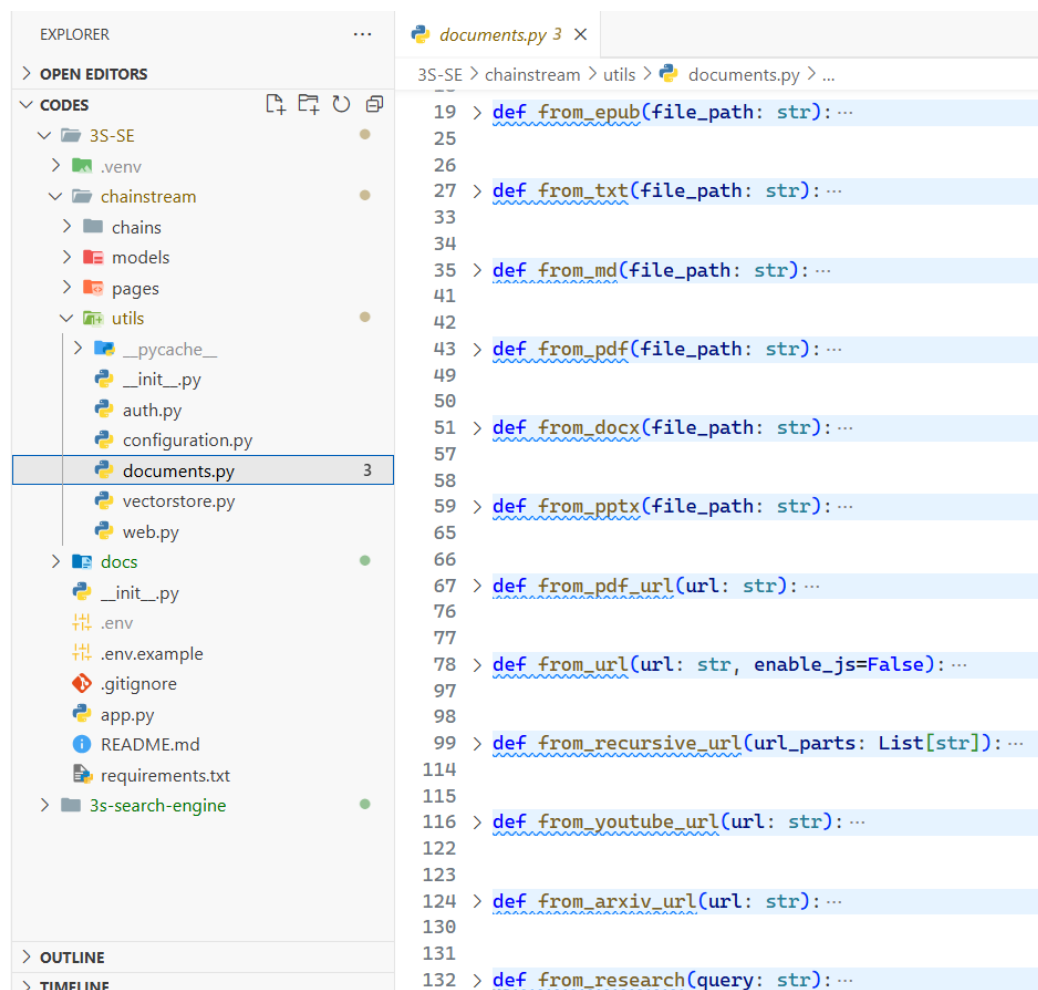 EXPLORER
···
OPEN EDITORS
CODES
3S-SE
.venv
chainstream
chains
models
pages
utils
__pycache__
__init__.py
auth.py
configuration.py
documents.py 3
vectorstore.py
web.py
docs
__init__.py
.env
.env.example
.gitignore
app.py
README.md
requirements.txt
3s-search-engine
OUTLINE
TIMELINE
documents.py 3
3S-SE > chainstream > utils > documents.py > ...
19 > def from_epub(file_path: str): ···
25
26
27 > def from_txt(file_path: str): ···
33
34
35 > def from_md(file_path: str): ···
41
42
43 > def from_pdf(file_path: str): ···
49
50
51 > def from_docx(file_path: str): ···
57
58
59 > def from_pptx(file_path: str): ···
65
66
67 > def from_pdf_url(url: str): ···
76
77
78 > def from_url(url: str, enable_js=False): ···
97
98
99 > def from_recursive_url(url_parts: List[str]): ···
114
115
116 > def from_youtube_url(url: str): ···
122
123
124 > def from_arxiv_url(url: str): ···
130
131
132 > def from_research(query: str): ···